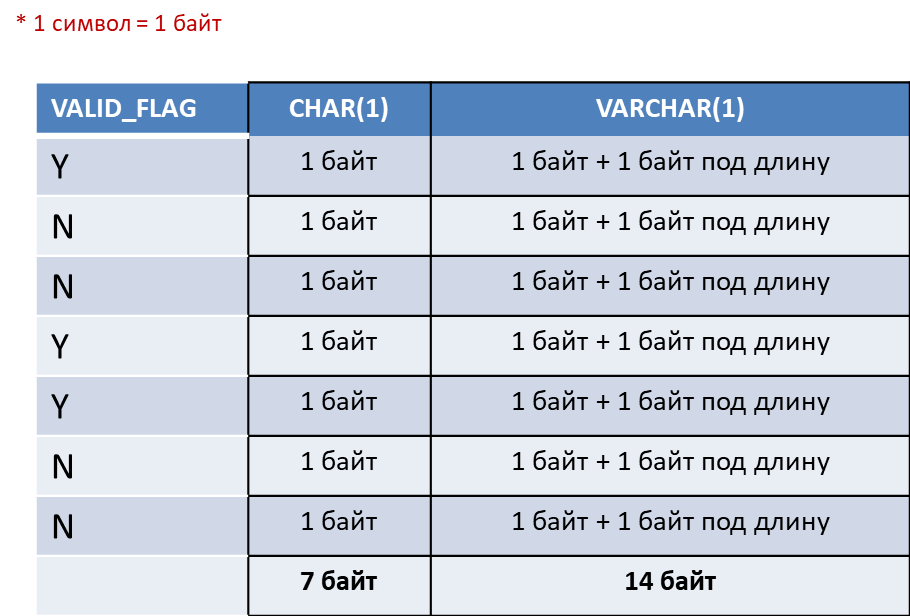 * 1 символ = 1 байт
VALID_FLAG CHAR(1) VARCHAR(1)
Y 1 байт 1 байт + 1 байт под длину
N 1 байт 1 байт + 1 байт под длину
N 1 байт 1 байт + 1 байт под длину
Y 1 байт 1 байт + 1 байт под длину
Y 1 байт 1 байт + 1 байт под длину
N 1 байт 1 байт + 1 байт под длину
N 1 байт 1 байт + 1 байт под длину
7 байт 14 байт